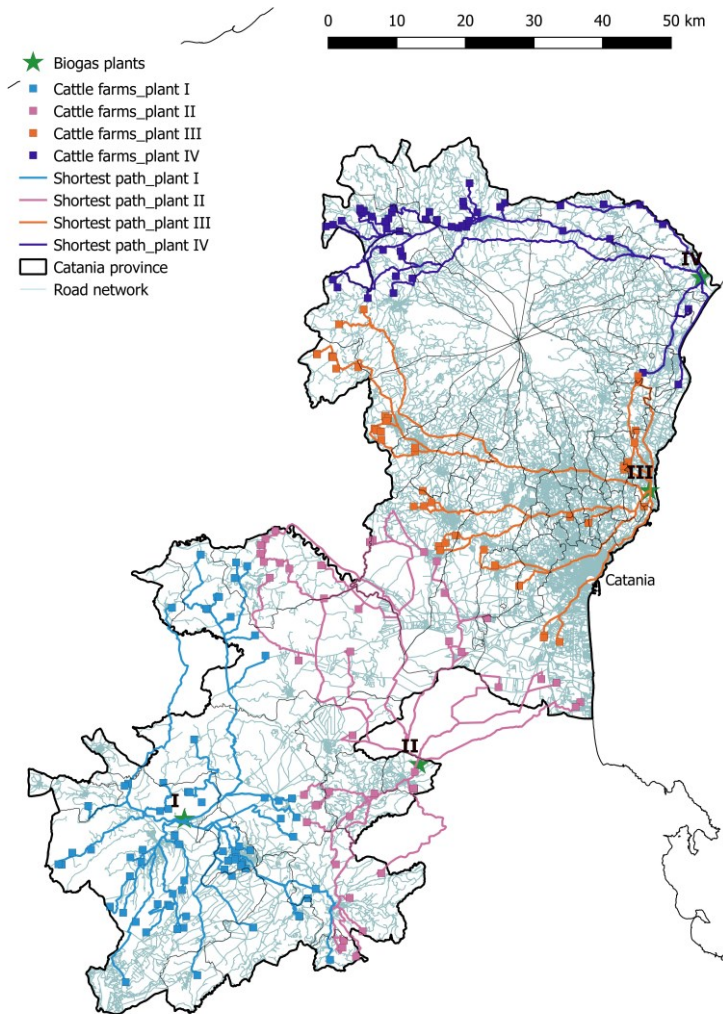 0 10 20 30 40 50 km
Biogas plants
Cattle farms_plant I
Cattle farms_plant II
Cattle farms_plant III
Cattle farms_plant IV
Shortest path_plant I
Shortest path_plant II
Shortest path_plant III
Shortest path_plant IV
Catania province
Road network
IV
III
Catania
II
I